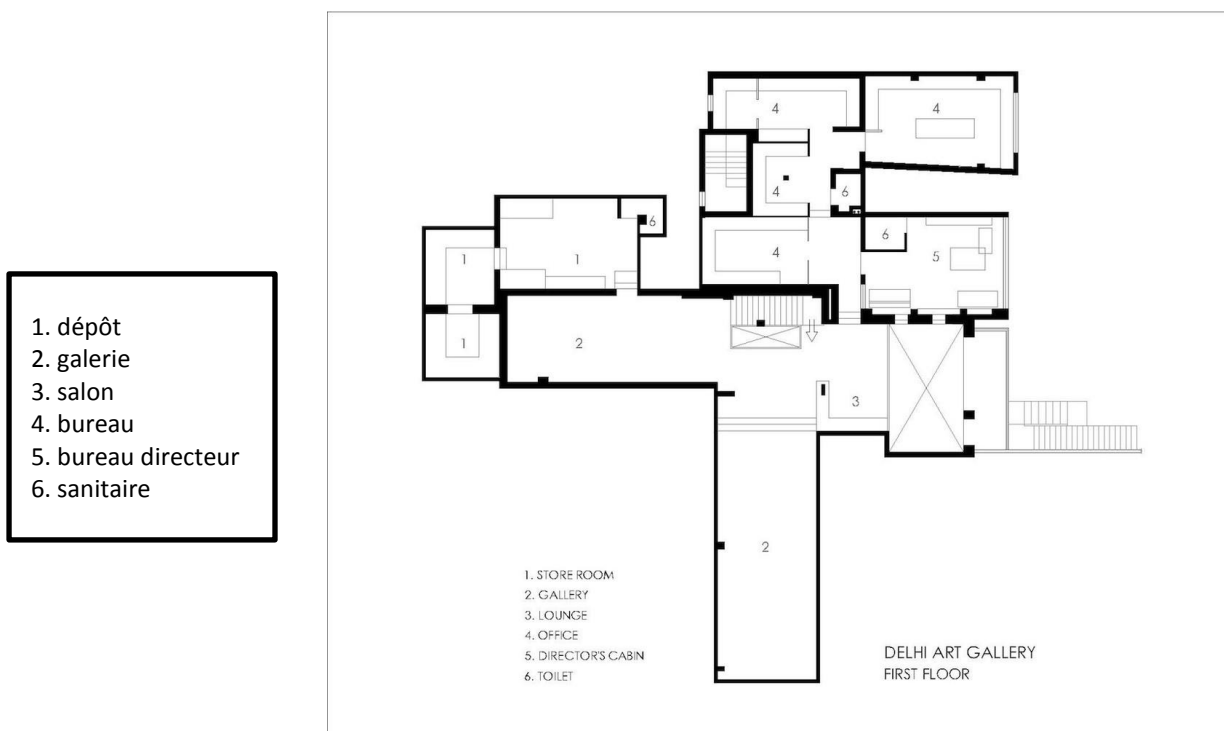 1. dépôt
2. galerie
3. salon
4. bureau
5. bureau directeur
6. sanitaire
4
4
4
6
6
4
6
5
1
1
1
2
3
2
1. STORE ROOM
2. GALLERY
3. LOUNGE
4. OFFICE
5. DIRECTOR'S CABIN
6. TOILET
DELHI ART GALLERY
FIRST FLOOR